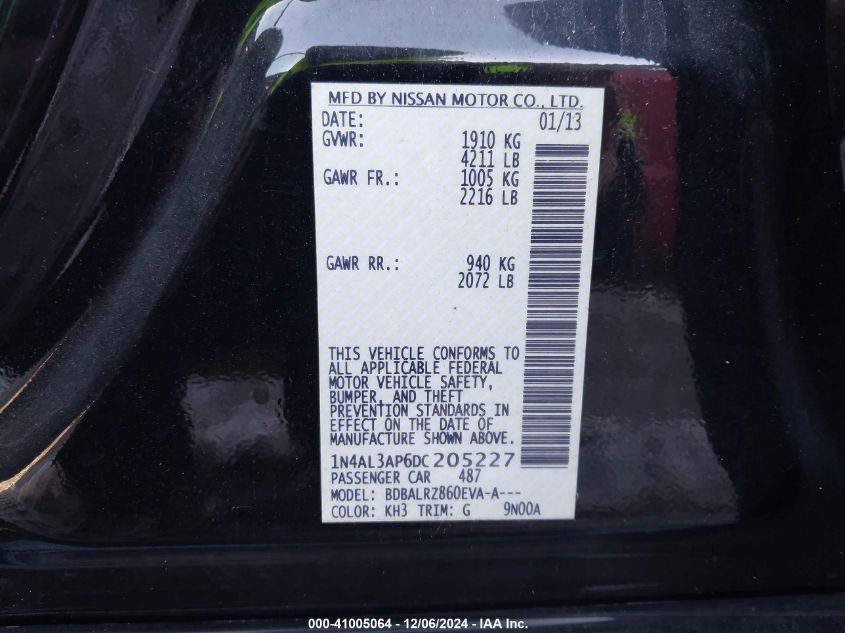 MFD BY NISSAN MOTOR CO., LTD.
DATE: 01/13
GVWR: 1910 KG
4211 LB
GAWR FR.: 1005 KG
2216 LB
GAWR RR.: 940 KG
2072 LB
THIS VEHICLE CONFORMS TO
ALL APPLICABLE FEDERAL
MOTOR VEHICLE SAFETY,
BUMPER, AND THEFT
PREVENTION STANDARDS IN
EFFECT ON THE DATE OF
MANUFACTURE SHOWN ABOVE.
1N4AL3AP6DC205227
PASSENGER CAR 487
MODEL: BDBALRZ860EVA-A---
COLOR: KH3 TRIM: G 9N00A
000-41005064 - 12/06/2024 - IAA Inc.